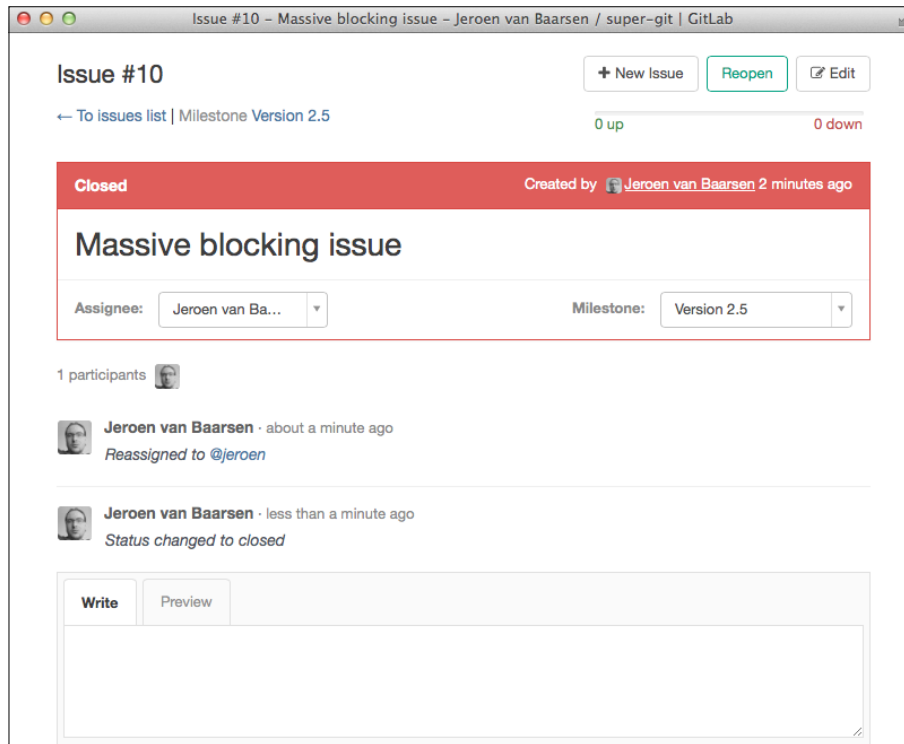 Issue #10 – Massive blocking issue – Jeroen van Baarsen / super-git | GitLab
Issue #10
+ New Issue
Reopen
Edit
← To issues list | Milestone Version 2.5
0 up
0 down
Closed
Created by Jeroen van Baarsen 2 minutes ago
Massive blocking issue
Assignee: Jeroen van Ba...
Milestone: Version 2.5
1 participants
Jeroen van Baarsen · about a minute ago
Reassigned to @jeroen
Jeroen van Baarsen · less than a minute ago
Status changed to closed
Write
Preview